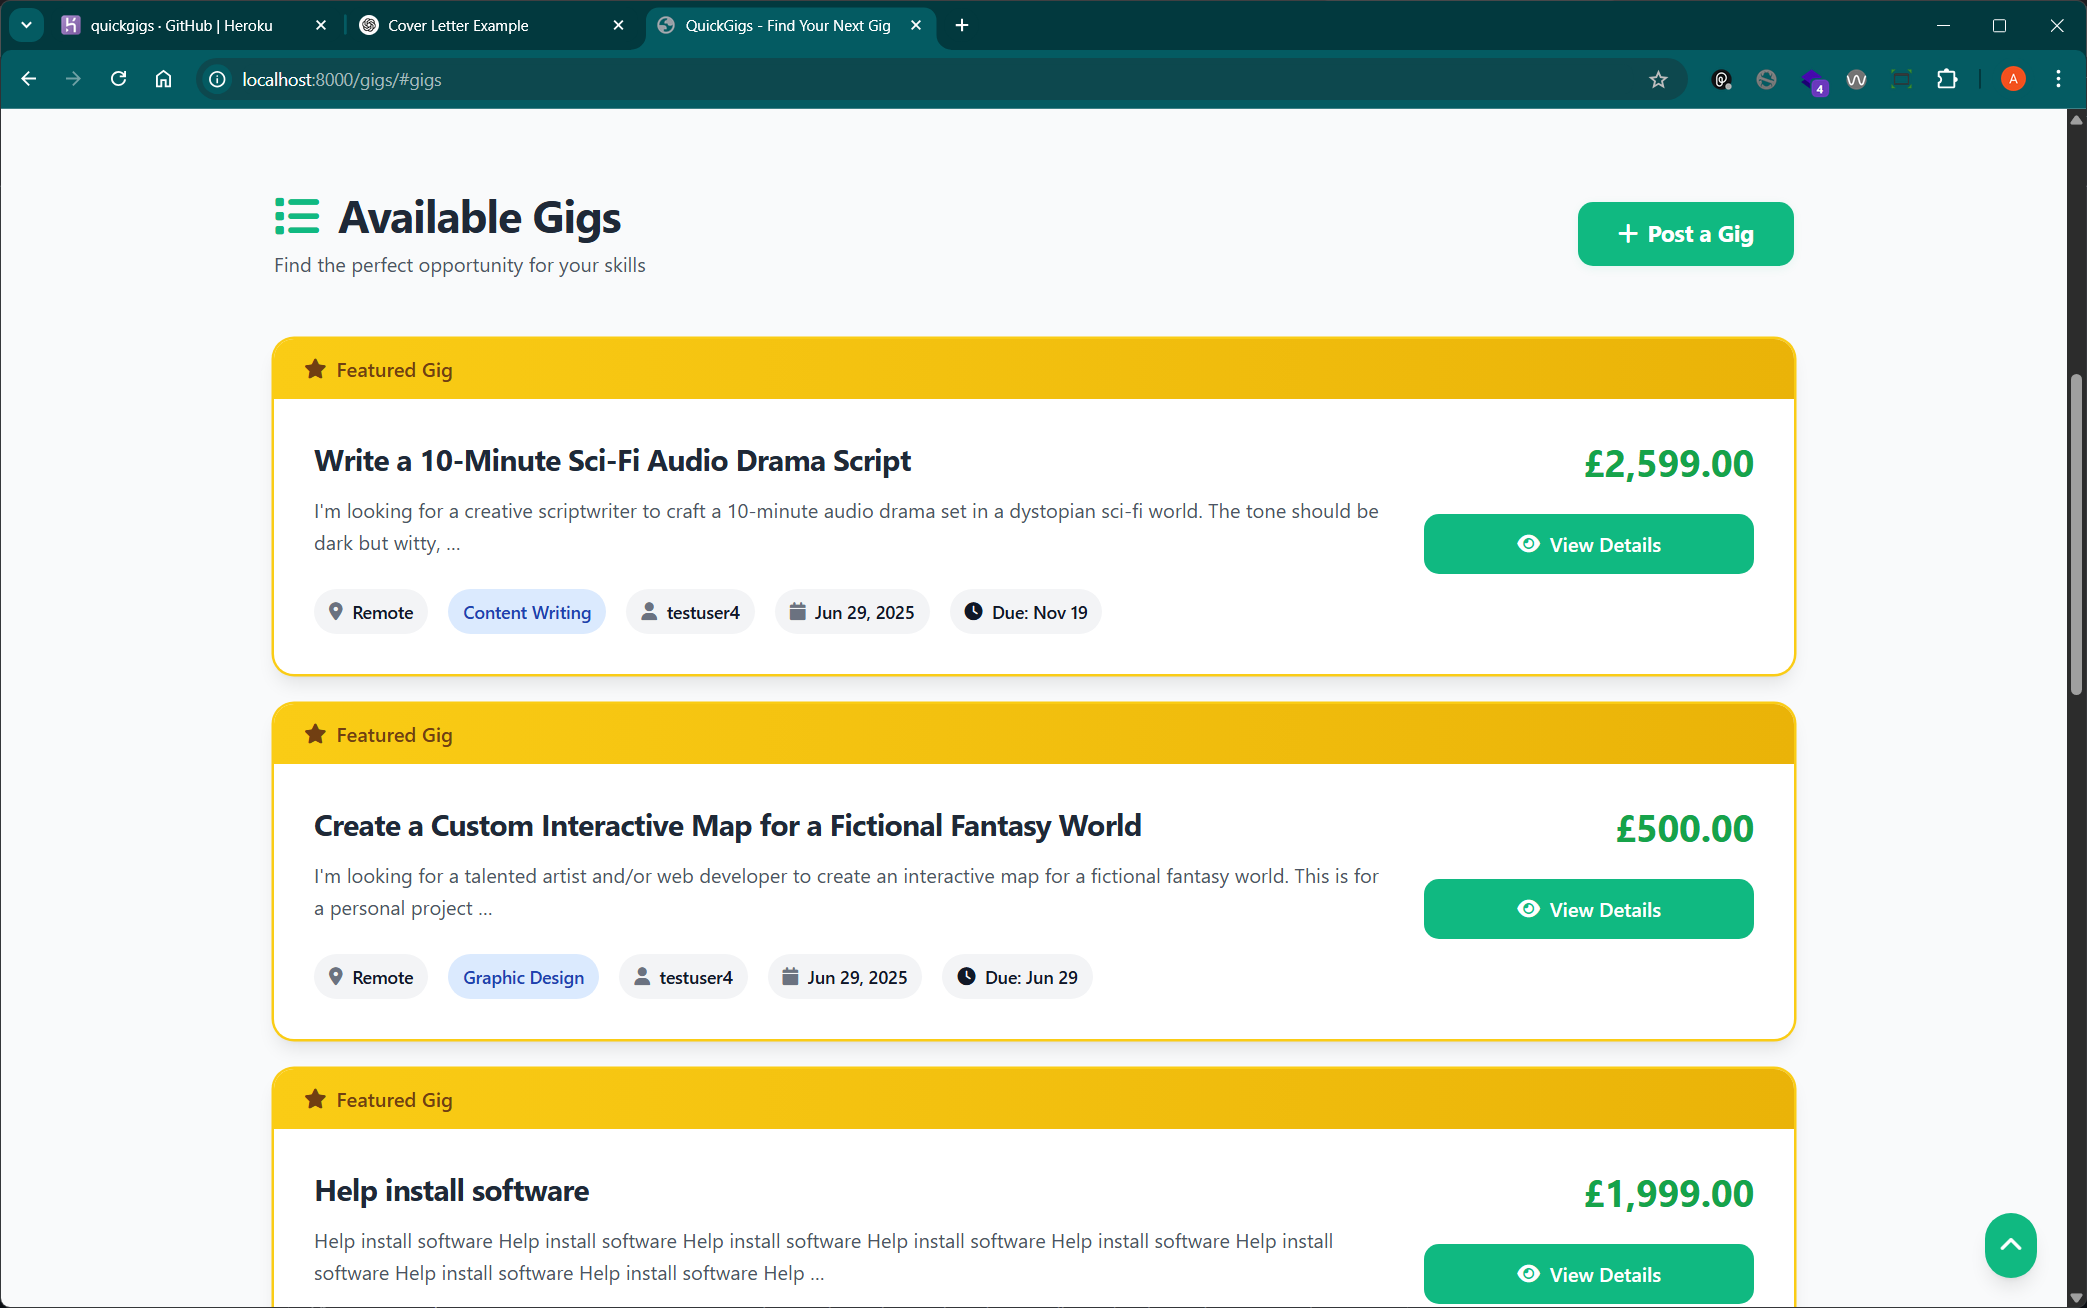 quickgigs · GitHub | Heroku
Cover Letter Example
QuickGigs - Find Your Next Gig
localhost:8000/gigs/#gigs
4
A
Available Gigs
Find the perfect opportunity for your skills
Post a Gig
Featured Gig
Write a 10-Minute Sci-Fi Audio Drama Script
£2,599.00
I'm looking for a creative scriptwriter to craft a 10-minute audio drama set in a dystopian sci-fi world. The tone should be
dark but witty, ...
View Details
Remote
Content Writing
testuser4
Jun 29, 2025
Due: Nov 19
Featured Gig
Create a Custom Interactive Map for a Fictional Fantasy World
£500.00
I'm looking for a talented artist and/or web developer to create an interactive map for a fictional fantasy world. This is for
a personal project ...
View Details
Remote
Graphic Design
testuser4
Jun 29, 2025
Due: Jun 29
Featured Gig
Help install software
£1,999.00
Help install software Help install software Help install software Help install software Help install software Help install
software Help install software Help install software Help ...
View Details